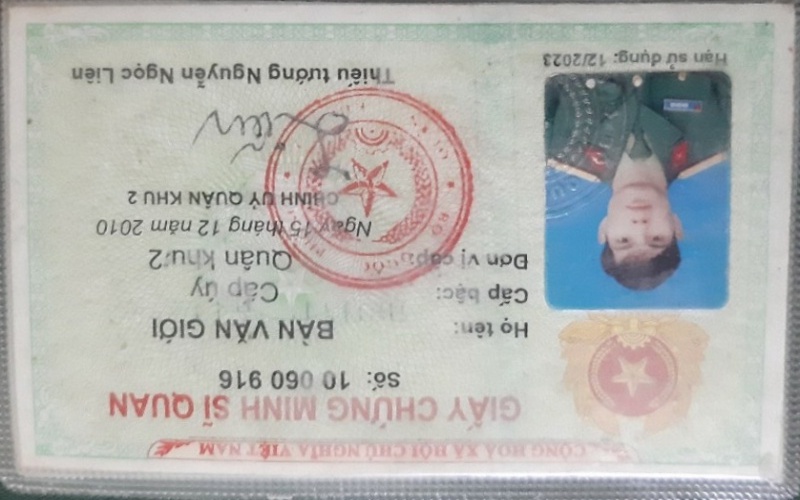 CỘNG HOÀ XÃ HỘI CHỦ NGHĨA VIỆT NAM
GIẤY CHỨNG MINH SĨ QUAN
Số: 10 060 916
Họ tên: BÀN VĂN GIỚI
Cấp bậc: Cấp úy
Đơn vị cấp: Quân khu 2
Ngày 15 tháng 12 năm 2010
CHÍNH UỶ QUÂN KHU 2
Thiếu tướng Nguyễn Ngọc Liên
Hạn sử dụng: 12/2023